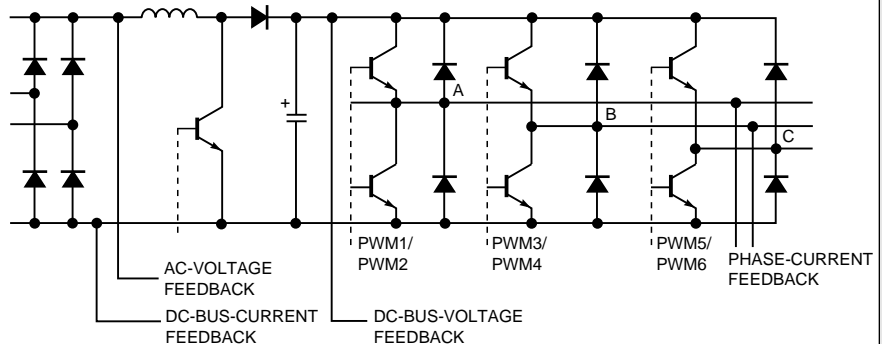 +
A
B
C
PWM1/
PWM2
PWM3/
PWM4
PWM5/
PWM6
PHASE-CURRENT
FEEDBACK
AC-VOLTAGE
FEEDBACK
DC-BUS-CURRENT
FEEDBACK
DC-BUS-VOLTAGE
FEEDBACK